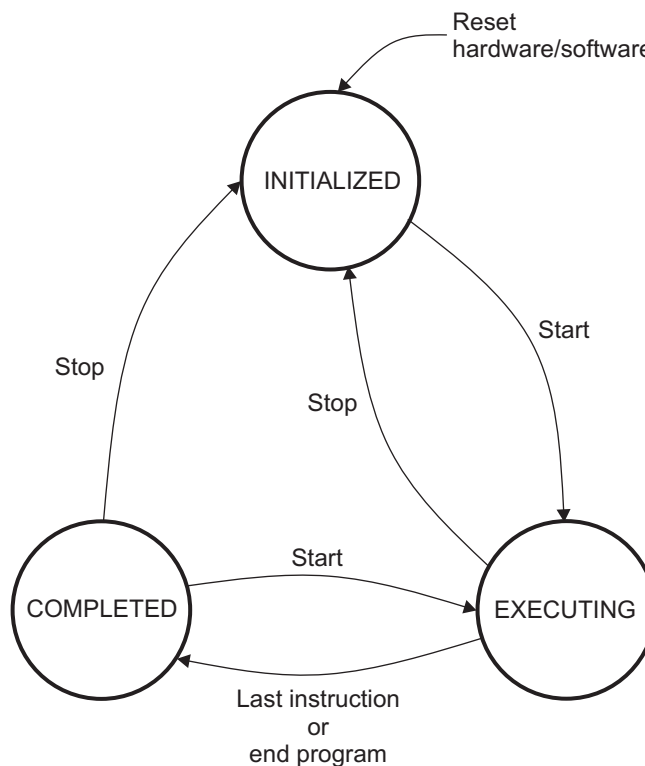 Reset
hardware/software
INITIALIZED
Start
Stop
Stop
Start
COMPLETED
EXECUTING
Last instruction
or
end program